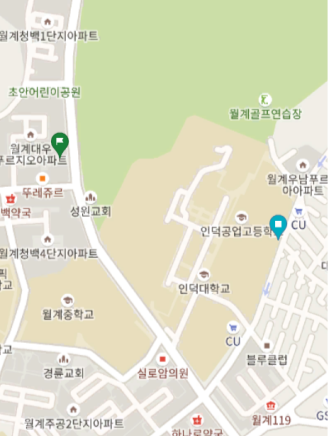 월계청백1단지아파트
초안어린이공원
월계골프연습장
월계대우
푸르지오아파트
월계우남푸르
아아파트
뚜레쥬르
백약국
성원교회
CU
인덕공업고등학
월계청백4단지아파트
인덕대학교
월계중학교
CU
블루클럽
경륜교회
실로암의원
월계주공2단지아파트
하나로약국
월계119